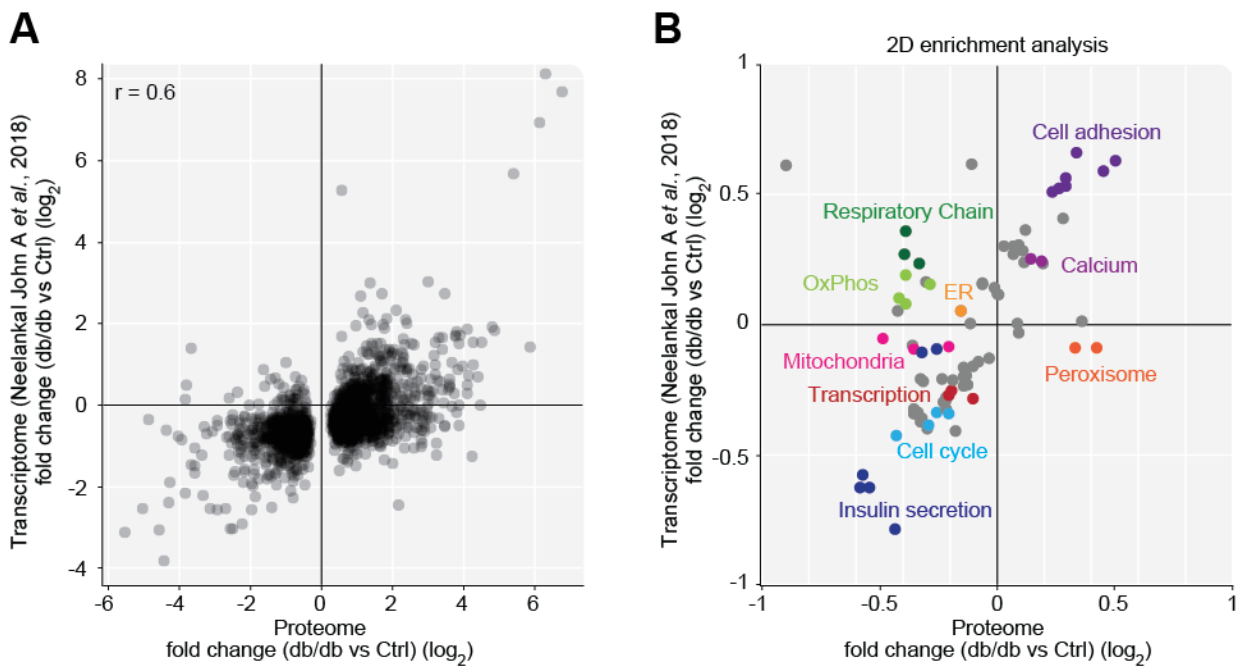 A
r = 0.6
8
6
4
2
0
-2
-4
Transcriptome (Neelankal John A et al., 2018)
fold change (db/db vs Ctrl) (log2)
-6
-4
-2
0
2
4
6
Proteome
fold change (db/db vs Ctrl) (log2)
B
2D enrichment analysis
1
0.5
0
-0.5
-1
Transcriptome (Neelankal John A et al., 2018)
fold change (db/db vs Ctrl) (log2)
Cell adhesion
Respiratory Chain
Calcium
OxPhos
ER
Mitochondria
Peroxisome
Transcription
Cell cycle
Insulin secretion
-1
-0.5
0
0.5
1
Proteome
fold change (db/db vs Ctrl) (log2)